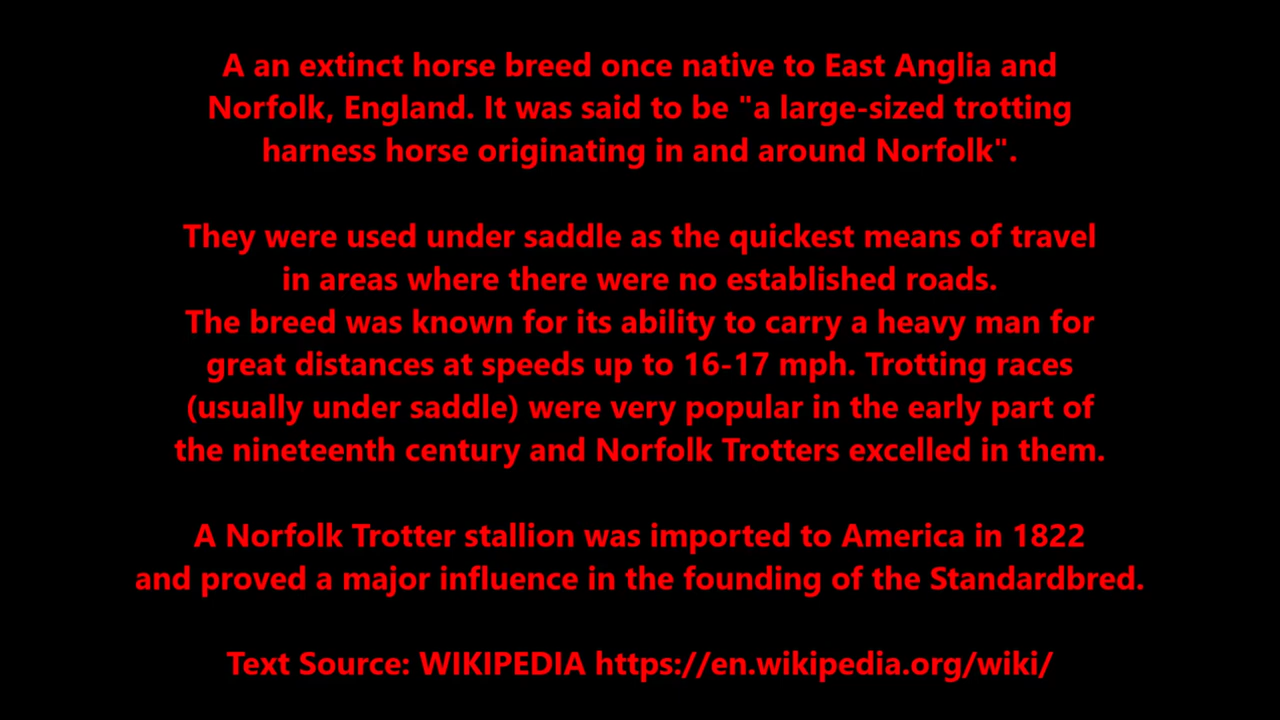 A an extinct horse breed once native to East Anglia and
Norfolk, England. It was said to be "a large-sized trotting
harness horse originating in and around Norfolk".
They were used under saddle as the quickest means of travel
in areas where there were no established roads.
The breed was known for its ability to carry a heavy man for
great distances at speeds up to 16-17 mph. Trotting races
(usually under saddle) were very popular in the early part of
the nineteenth century and Norfolk Trotters excelled in them.
A Norfolk Trotter stallion was imported to America in 1822
and proved a major influence in the founding of the Standardbred.
Text Source: WIKIPEDIA https://en.wikipedia.org/wiki/